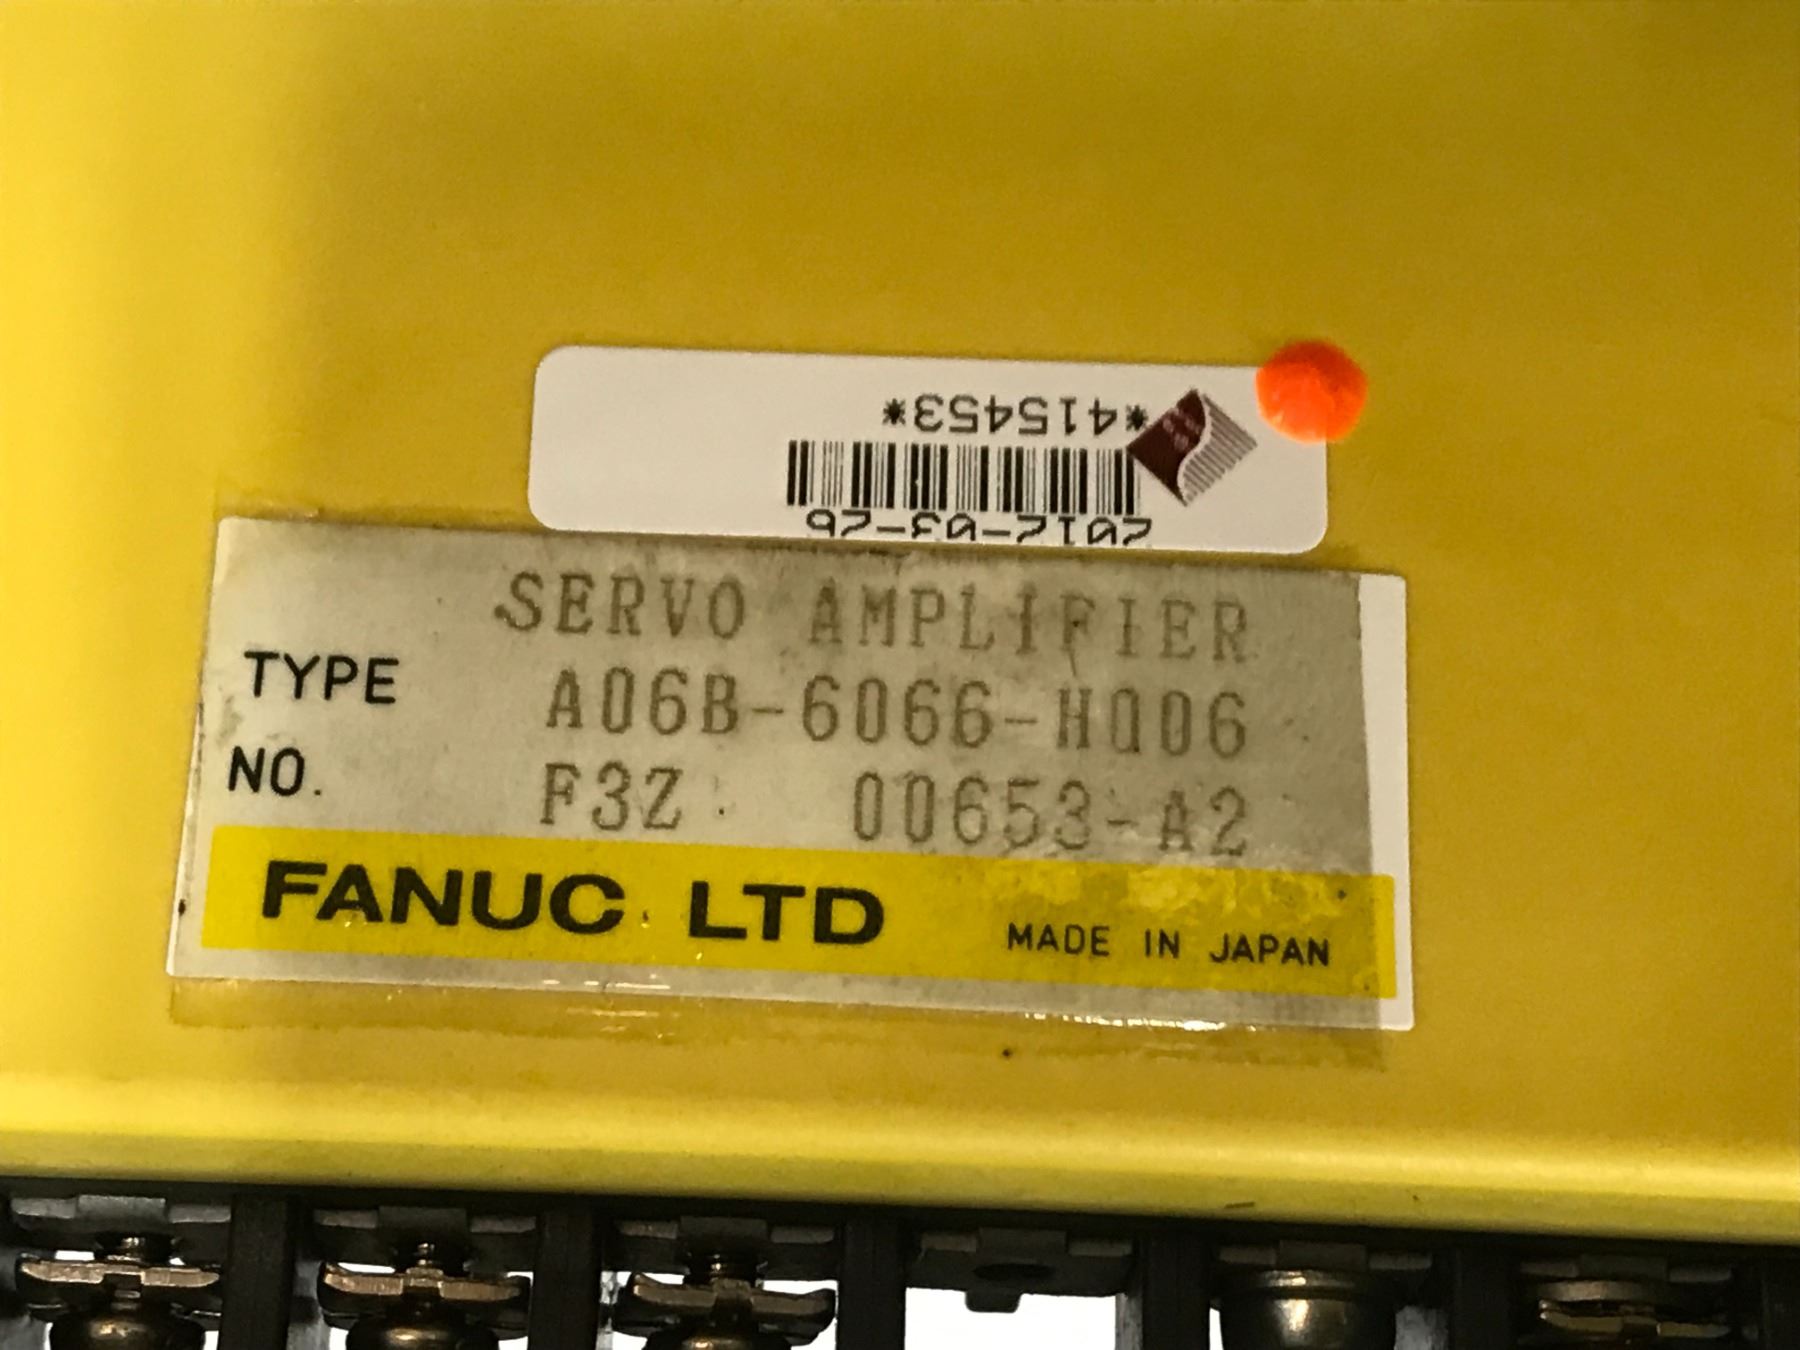 *415453*
2012-03-26
SERVO AMPLIFIER
TYPE A06B-6066-H006
NO. F3Z 00653-A2
FANUC LTD MADE IN JAPAN